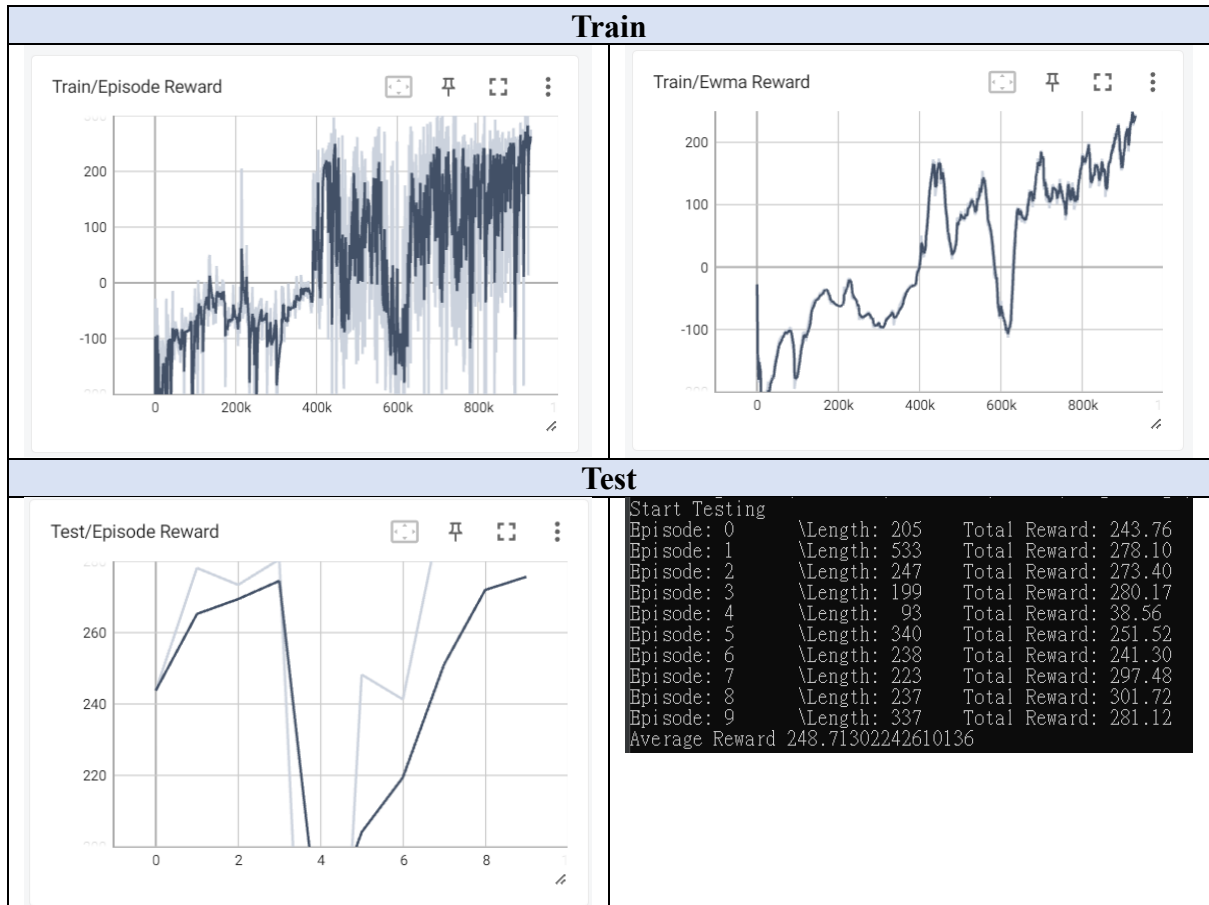 Train
Train/Episode Reward
200
100
0
-100
0 200k 400k 600k 800k
Train/Ewma Reward
200
100
0
-100
0 200k 400k 600k 800k
Test
Test/Episode Reward
260
240
220
0 2 4 6 8
Start Testing
Episode: 0 \Length: 205 Total Reward: 243.76
Episode: 1 \Length: 533 Total Reward: 278.10
Episode: 2 \Length: 247 Total Reward: 273.40
Episode: 3 \Length: 199 Total Reward: 280.17
Episode: 4 \Length: 93 Total Reward: 38.56
Episode: 5 \Length: 340 Total Reward: 251.52
Episode: 6 \Length: 238 Total Reward: 241.30
Episode: 7 \Length: 223 Total Reward: 297.48
Episode: 8 \Length: 237 Total Reward: 301.72
Episode: 9 \Length: 337 Total Reward: 281.12
Average Reward 248.71302242610136